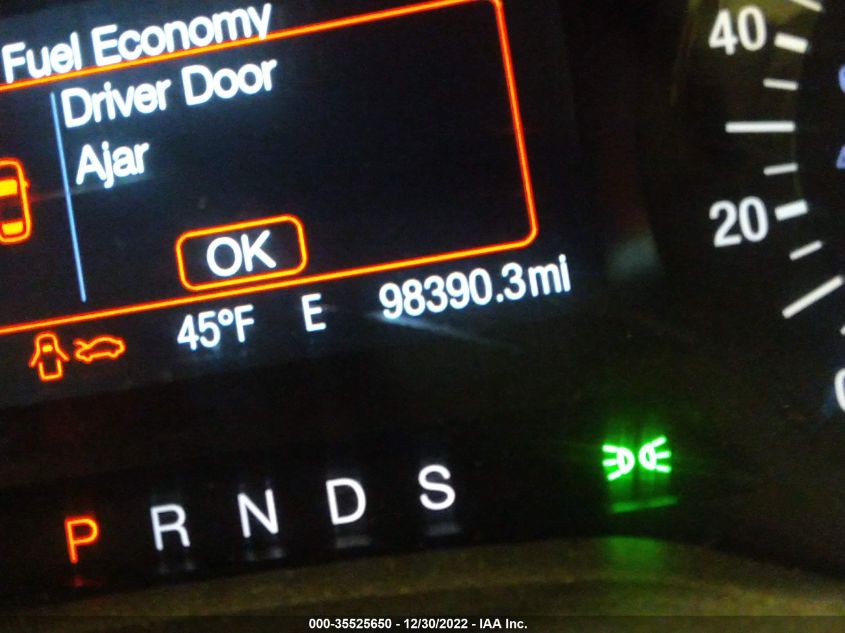 Fuel Economy
Driver Door
Ajar
OK
45°F E 98390.3mi
40
20
P R N D S
000-35525650 - 12/30/2022 - IAA Inc.